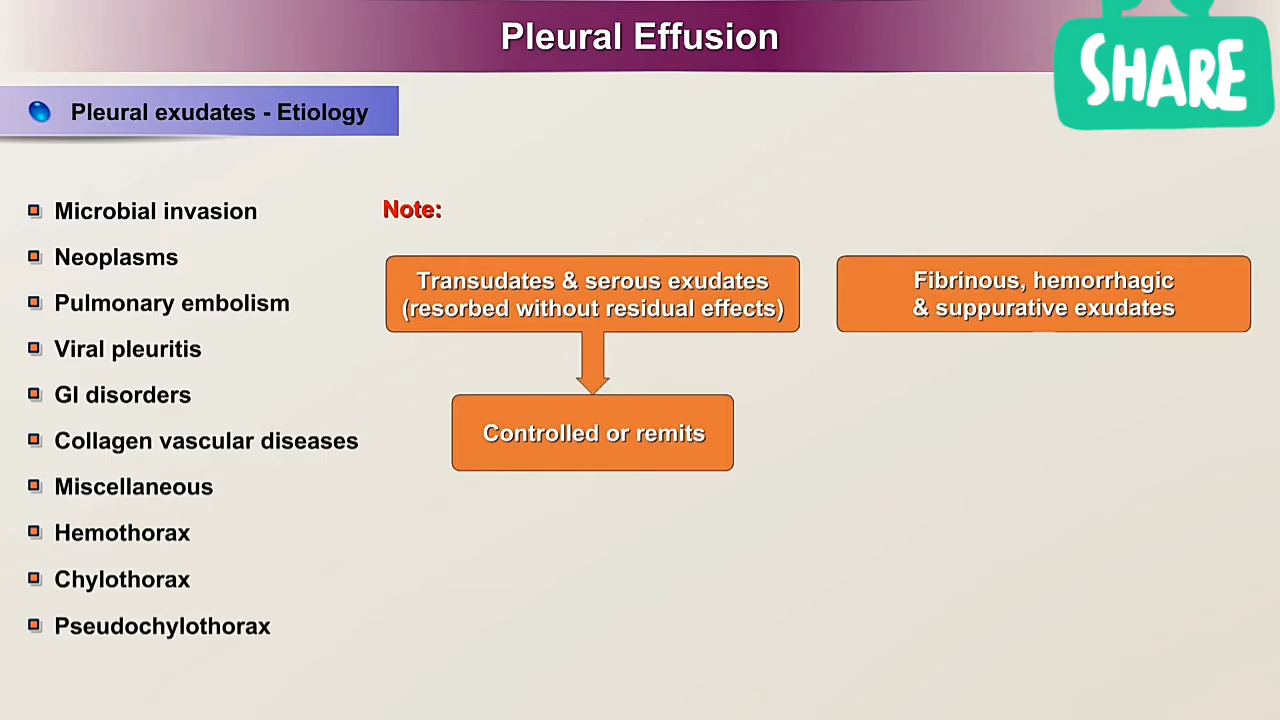 Pleural Effusion
SHARE
Pleural exudates - Etiology
Microbial invasion
Neoplasms
Pulmonary embolism
Viral pleuritis
GI disorders
Collagen vascular diseases
Miscellaneous
Hemothorax
Chylothorax
Pseudochylothorax
Note:
Transudates & serous exudates
(resorbed without residual effects)
Controlled or remits
Fibrinous, hemorrhagic
& suppurative exudates